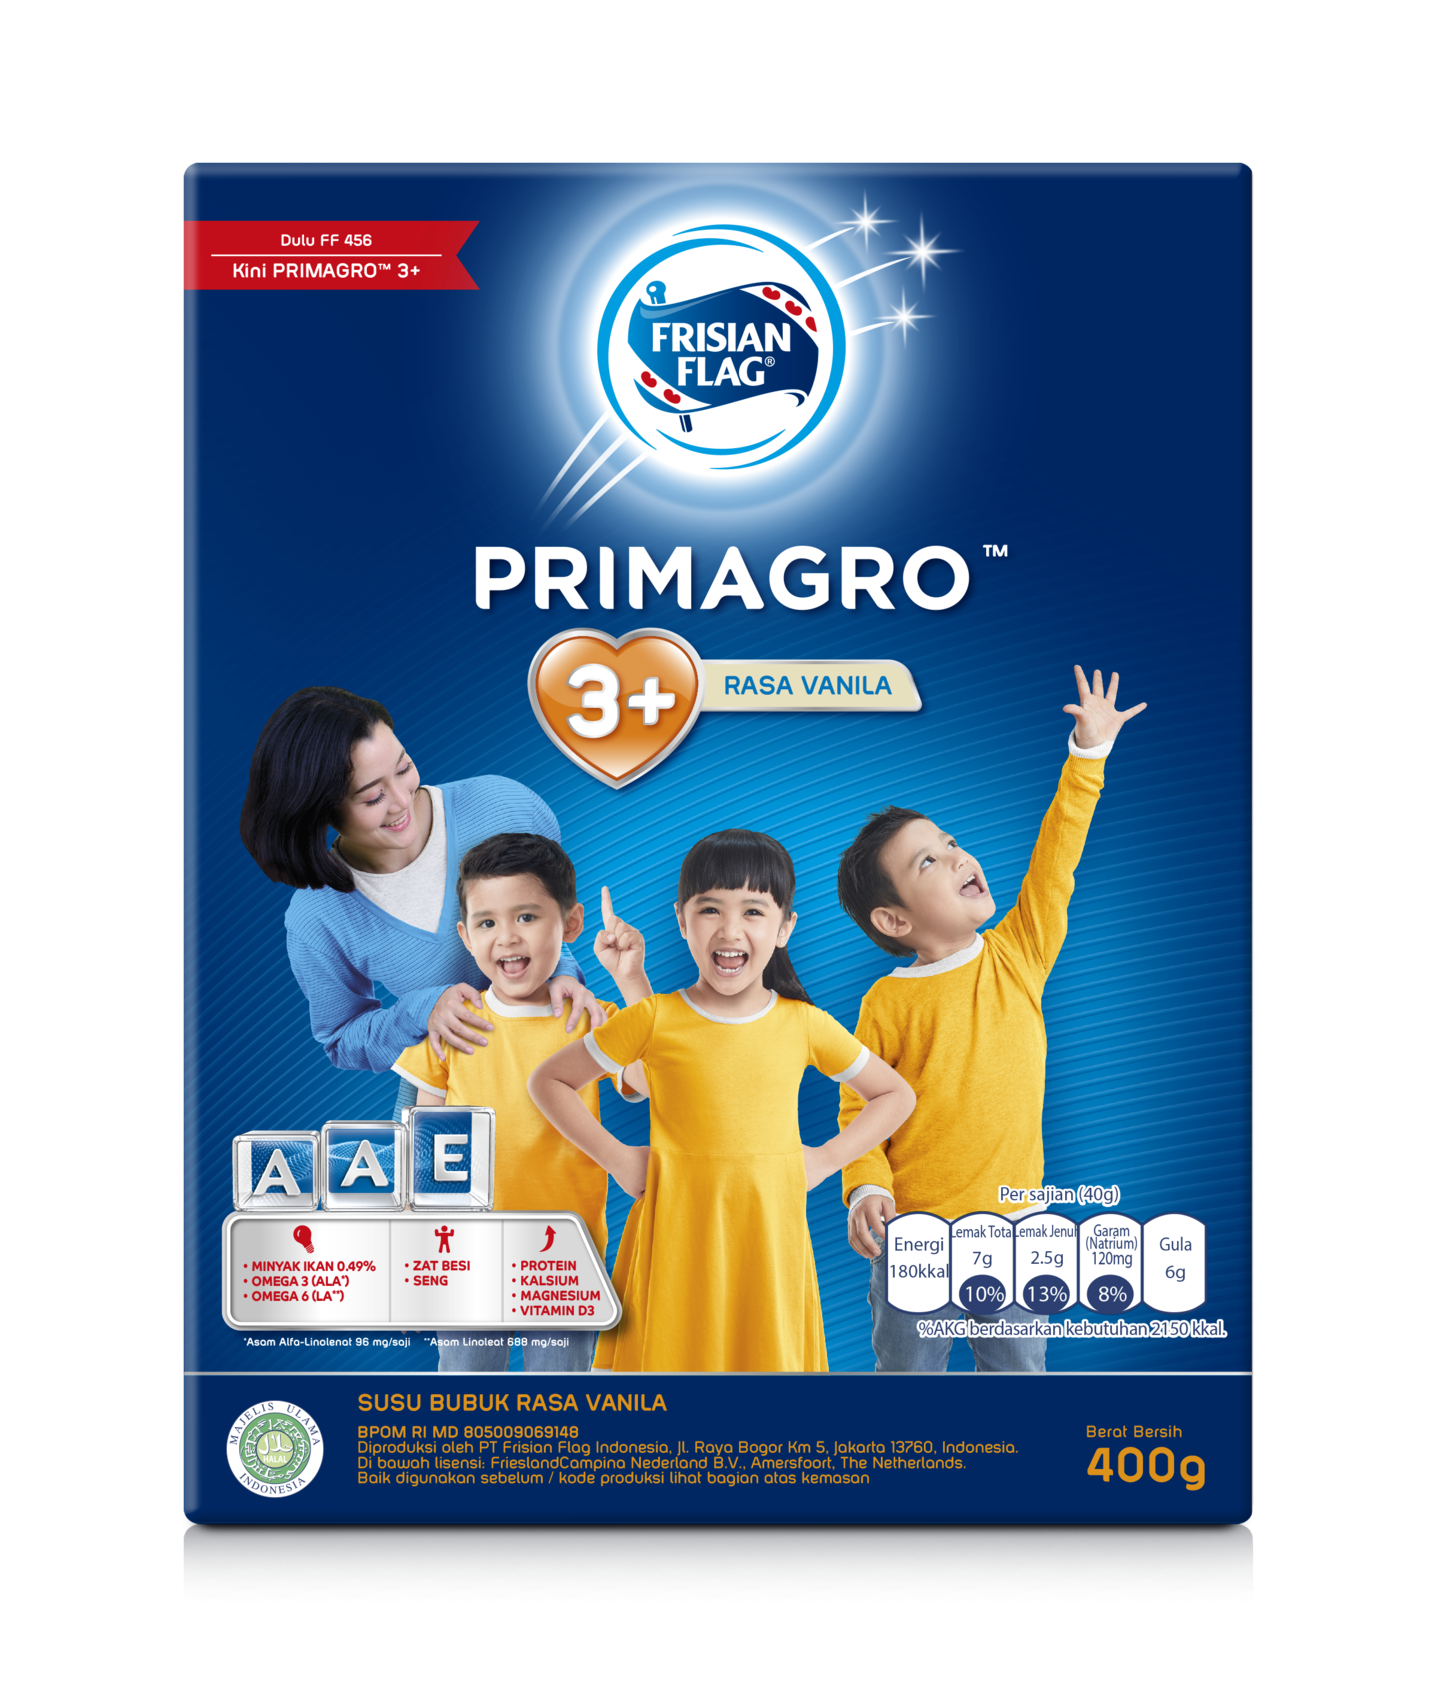 Dulu FF 456
Kini PRIMAGRO™ 3+
FRISIAN
FLAG®
PRIMAGRO™
3+
RASA VANILA
A A E
• MINYAK IKAN 0.49%
• OMEGA 3 (ALA*)
• OMEGA 6 (LA**)
• ZAT BESI
• SENG
• PROTEIN
• KALSIUM
• MAGNESIUM
• VITAMIN D3
*Asam Alfa-Linolenat 96 mg/saji **Asam Linoleat 688 mg/saji
Per sajian (40g)
Energi
180kkal
Lemak Total
7g
10%
Lemak Jenuh
2.5g
13%
Garam
(Natrium)
120mg
8%
Gula
6g
%AKG berdasarkan kebutuhan 2150 kkal.
MAJELIS ULAMA
HALAL
INDONESIA
SUSU BUBUK RASA VANILA
BPOM RI MD 805009069148
Diproduksi oleh PT Frisian Flag Indonesia, Jl. Raya Bogor Km 5, Jakarta 13760, Indonesia.
Di bawah lisensi: FrieslandCampina Nederland B.V., Amersfoort, The Netherlands.
Baik digunakan sebelum / kode produksi lihat bagian atas kemasan
Berat Bersih
400g